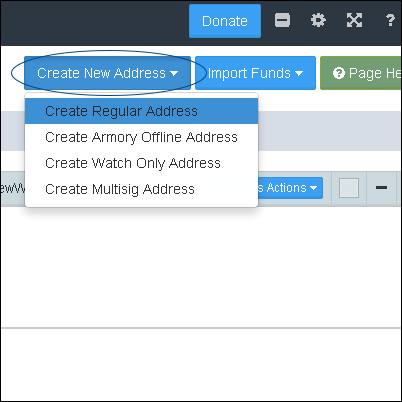 Donate
Create New Address
Import Funds
Page He
Create Regular Address
Create Armory Offline Address
Create Watch Only Address
Create Multisig Address
ewW
s Actions